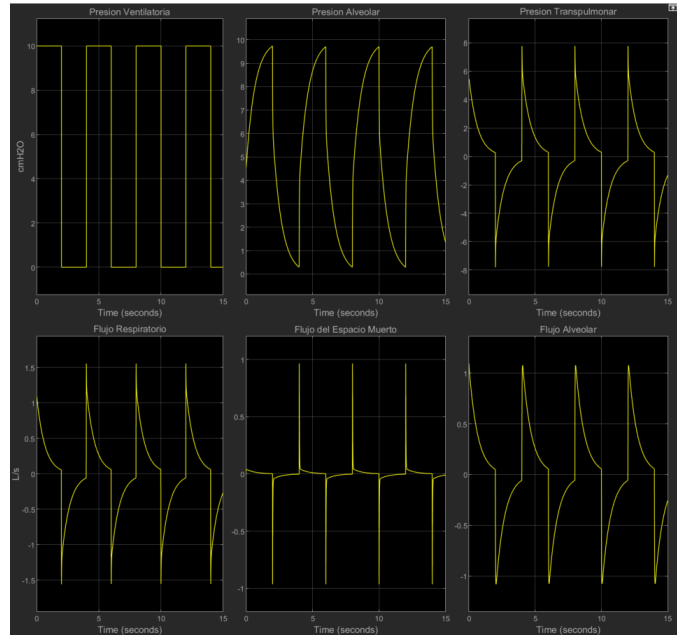 Presion Ventilatoria
10
8
6
4
2
0
cmH2O
0 5 10 15
Time (seconds)
Presion Alveolar
10
9
8
7
6
5
4
3
2
1
0
0 5 10 15
Time (seconds)
Presion Transpulmonar
8
6
4
2
0
-2
-4
-6
-8
0 5 10 15
Time (seconds)
Flujo Respiratorio
1.5
1
0.5
0
-0.5
-1
-1.5
L/s
0 5 10 15
Time (seconds)
Flujo del Espacio Muerto
1
0.5
0
-0.5
-1
0 5 10 15
Time (seconds)
Flujo Alveolar
1
0.5
0
-0.5
-1
0 5 10 15
Time (seconds)